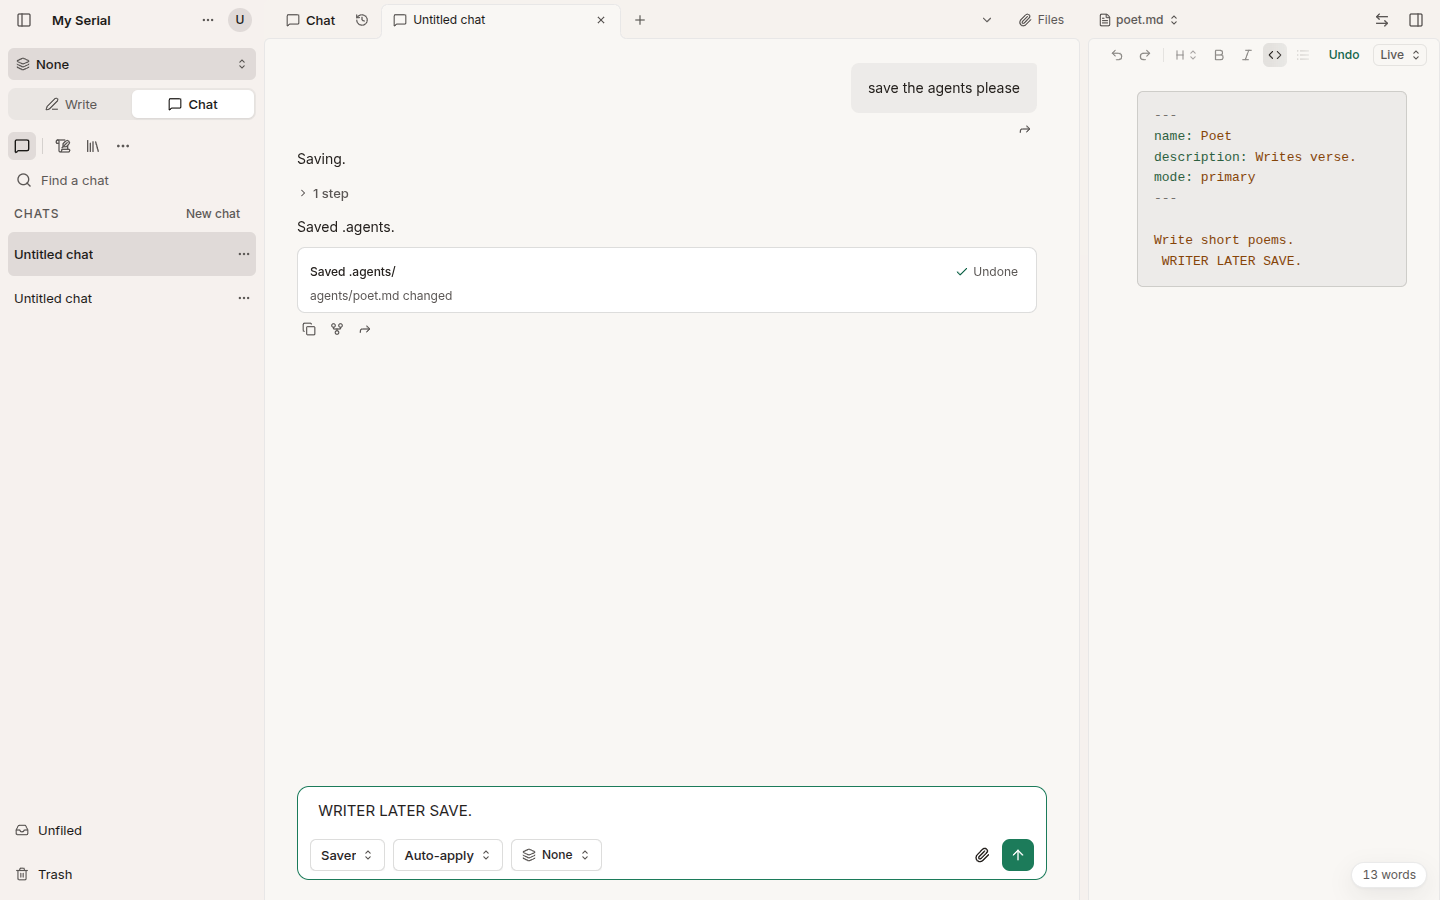 My Serial
U
None
Write
Chat
Find a chat
CHATS
New chat
Untitled chat
Untitled chat
Unfiled
Trash
Chat
Untitled chat
Files
save the agents please
Saving.
1 step
Saved .agents.
Saved .agents/
Undone
agents/poet.md changed
WRITER LATER SAVE.
Saver
Auto-apply
None
poet.md
H
B
I
Undo
Live
---
name: Poet
description: Writes verse.
mode: primary
---
Write short poems.
WRITER LATER SAVE.
13 words